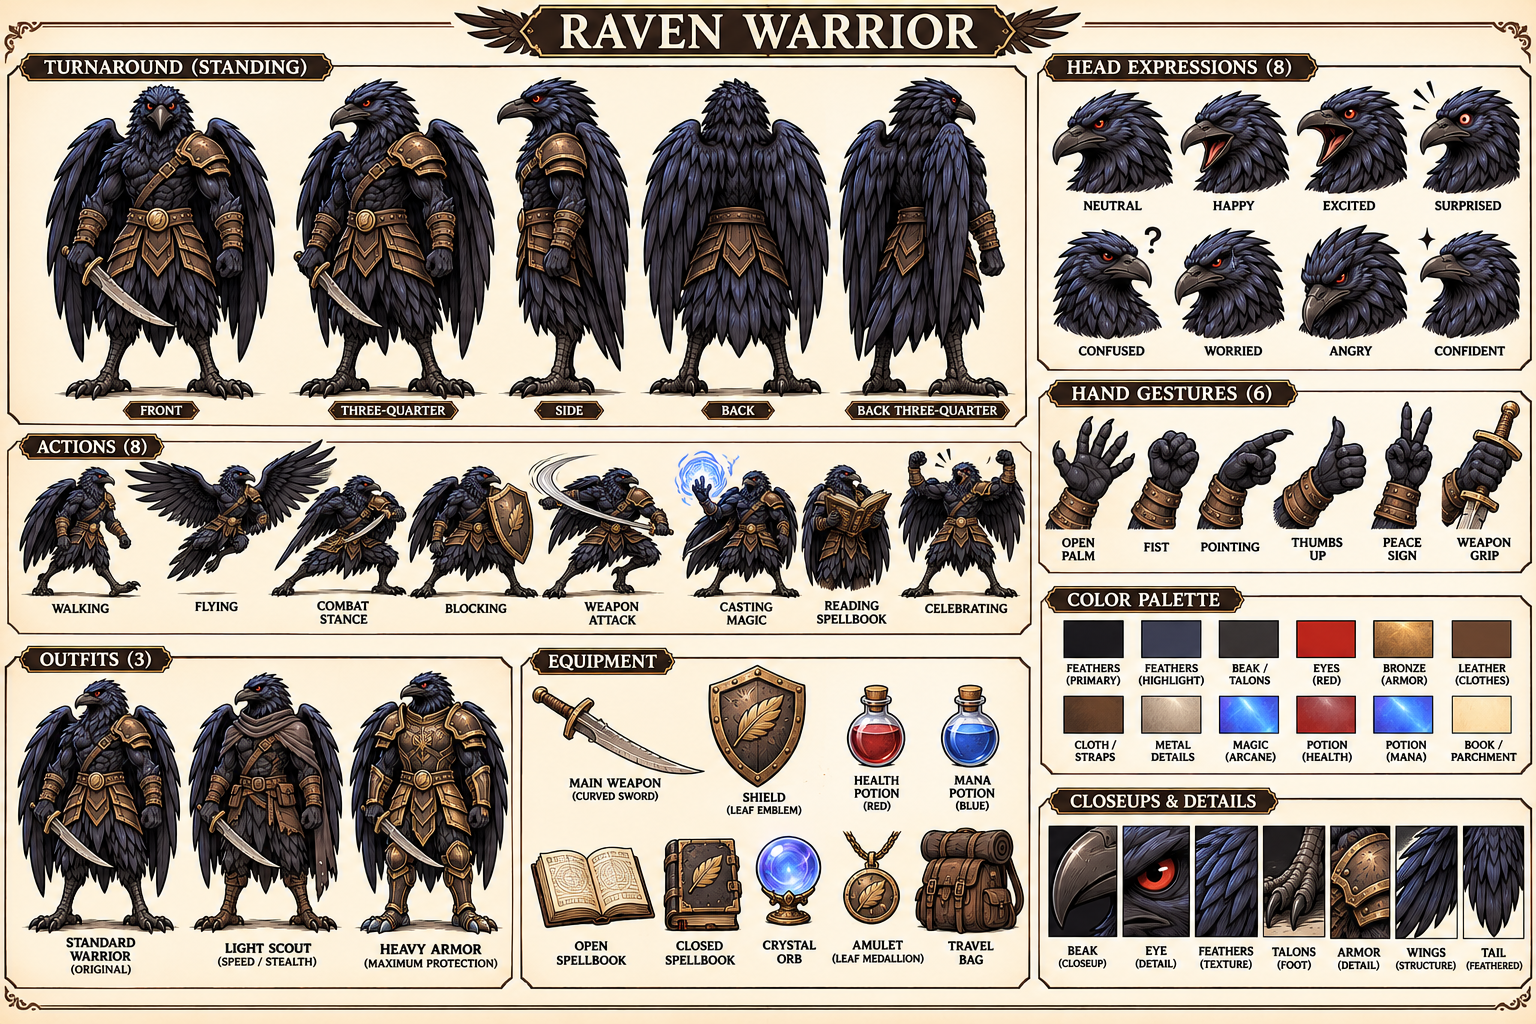 RAVEN WARRIOR
TURNAROUND (STANDING)
FRONT
THREE-QUARTER
SIDE
BACK
BACK THREE-QUARTER
HEAD EXPRESSIONS (8)
NEUTRAL
HAPPY
EXCITED
SURPRISED
?
CONFUSED
WORRIED
ANGRY
CONFIDENT
HAND GESTURES (6)
OPEN
PALM
FIST
POINTING
THUMBS
UP
PEACE
SIGN
WEAPON
GRIP
ACTIONS (8)
WALKING
FLYING
COMBAT
STANCE
BLOCKING
WEAPON
ATTACK
CASTING
MAGIC
READING
SPELLBOOK
CELEBRATING
COLOR PALETTE
FEATHERS
(PRIMARY)
FEATHERS
(HIGHLIGHT)
BEAK /
TALONS
EYES
(RED)
BRONZE
(ARMOR)
LEATHER
(CLOTHES)
CLOTH /
STRAPS
METAL
DETAILS
MAGIC
(ARCANE)
POTION
(HEALTH)
POTION
(MANA)
BOOK /
PARCHMENT
OUTFITS (3)
STANDARD
WARRIOR
(ORIGINAL)
LIGHT SCOUT
(SPEED / STEALTH)
HEAVY ARMOR
(MAXIMUM PROTECTION)
EQUIPMENT
MAIN WEAPON
(CURVED SWORD)
SHIELD
(LEAF EMBLEM)
HEALTH
POTION
(RED)
MANA
POTION
(BLUE)
OPEN
SPELLBOOK
CLOSED
SPELLBOOK
CRYSTAL
ORB
AMULET
(LEAF MEDALLION)
TRAVEL
BAG
CLOSEUPS & DETAILS
BEAK
(CLOSEUP)
EYE
(DETAIL)
FEATHERS
(TEXTURE)
TALONS
(FOOT)
ARMOR
(DETAIL)
WINGS
(STRUCTURE)
TAIL
(FEATHERED)